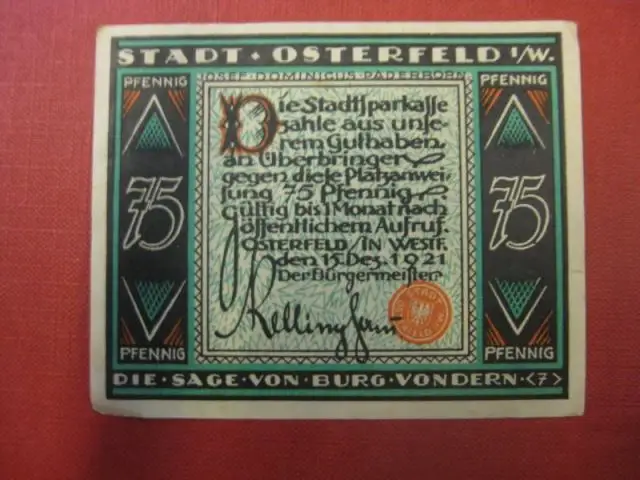 STADT · OSTERFELD I/W.
PFENNIG
JOSEF·DOMINICUS·PADERBORN
PFENNIG
Die Stadtsparkasse
zahle aus unse-
rem Guthaben
an Überbringer
gegen diese Platzanwei-
sung 75 Pfennig
gültig bis 1 Monat nach
öffentlichem Aufruf.
OSTERFELD/IN WESTF.
den 15. Dez. 1921
Der Bürgermeister
75
75
Kellinghaus
STADT
PFENNIG
PFENNIG
DIE · SAGE · VON · BURG · VONDERN · <7>